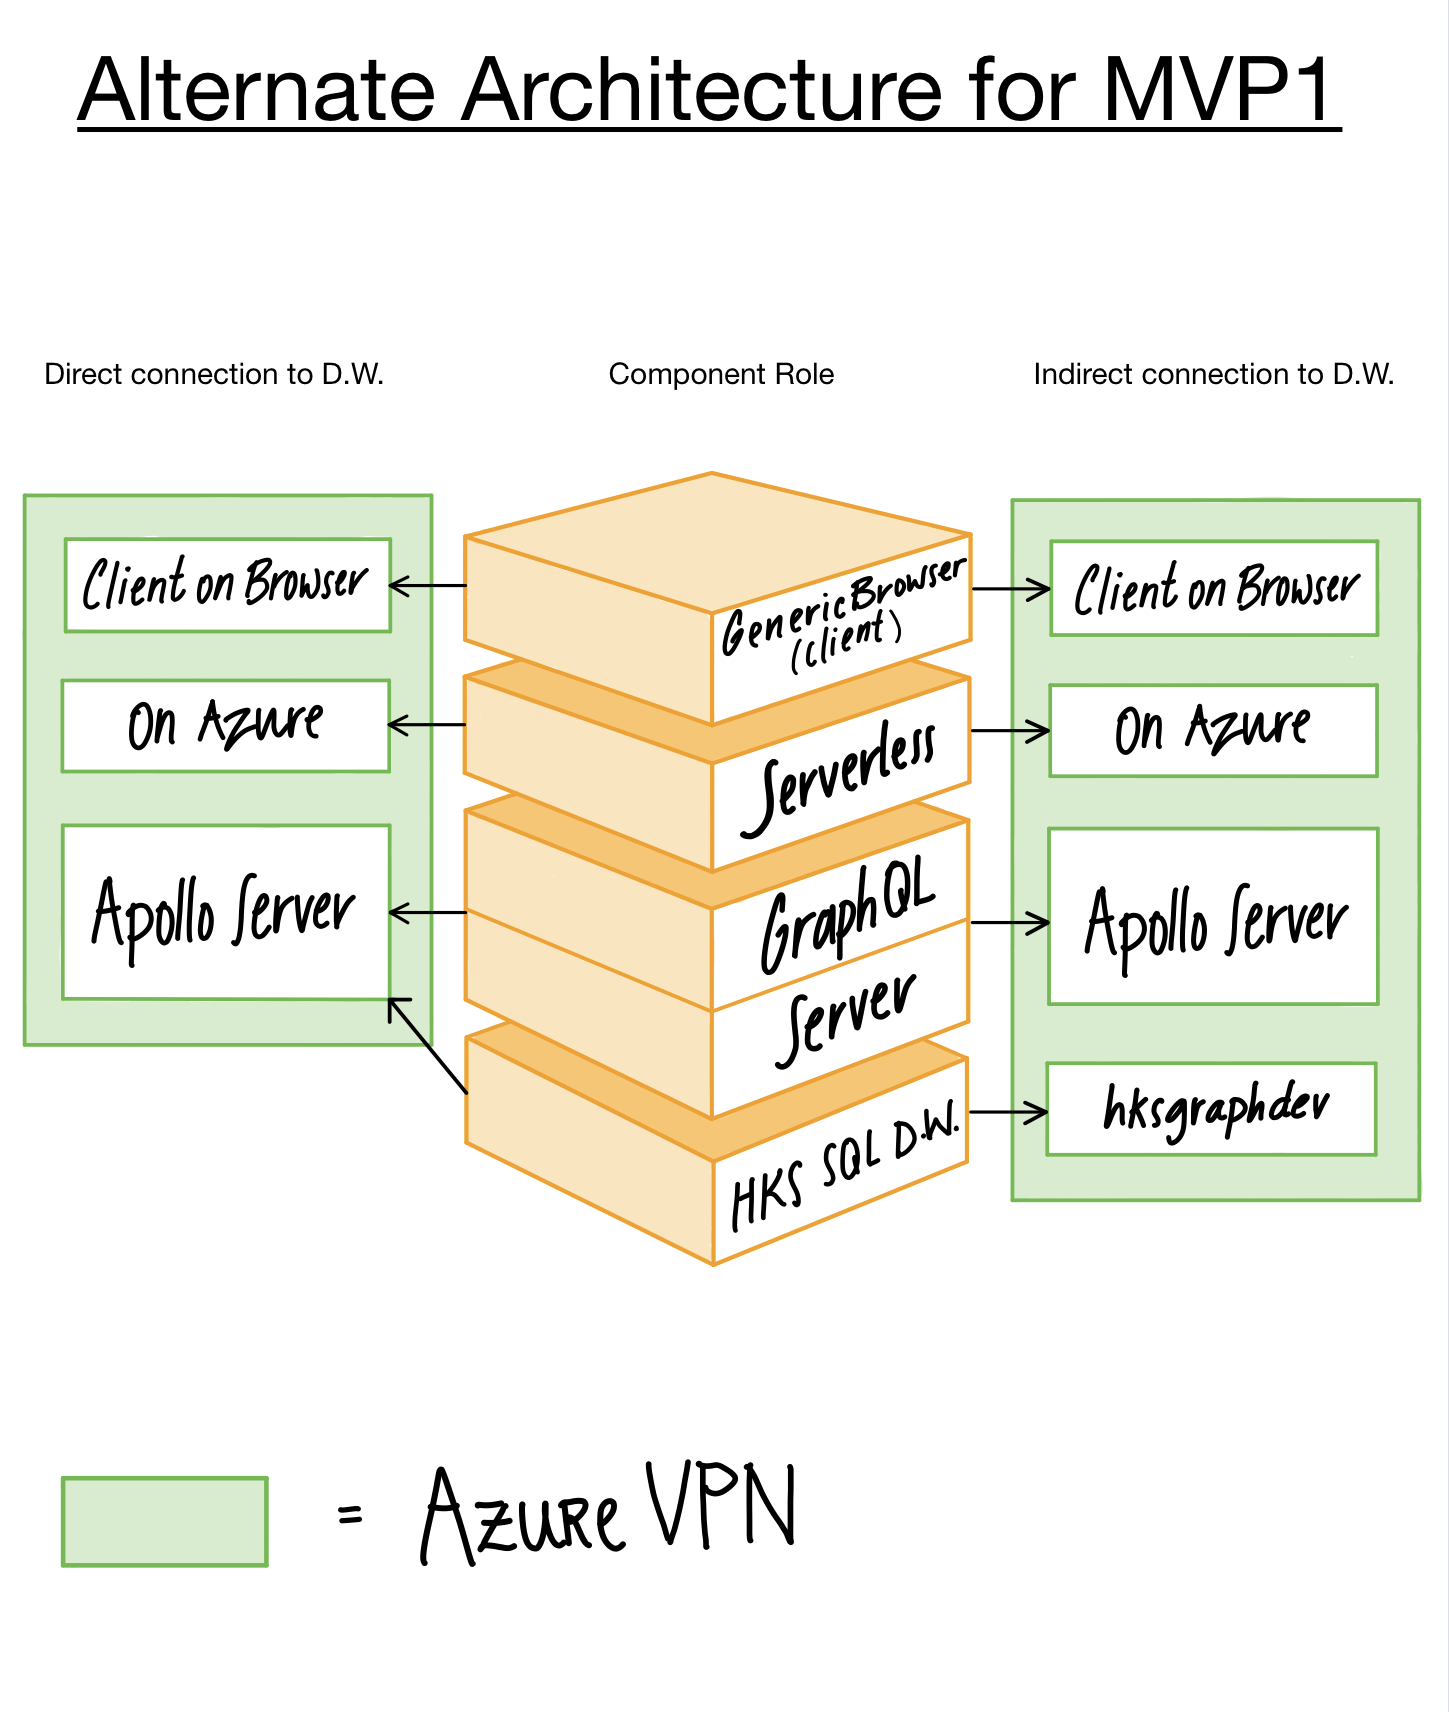 Alternate Architecture for MVP1
Direct connection to D.W.
Component Role
Indirect connection to D.W.
Client on Browser
On Azure
Apollo Server
Generic Browser
(client)
Serverless
GraphQL
Server
HKS SQL D.W.
Client on Browser
On Azure
Apollo Server
hksgraphdev
= Azure VPN